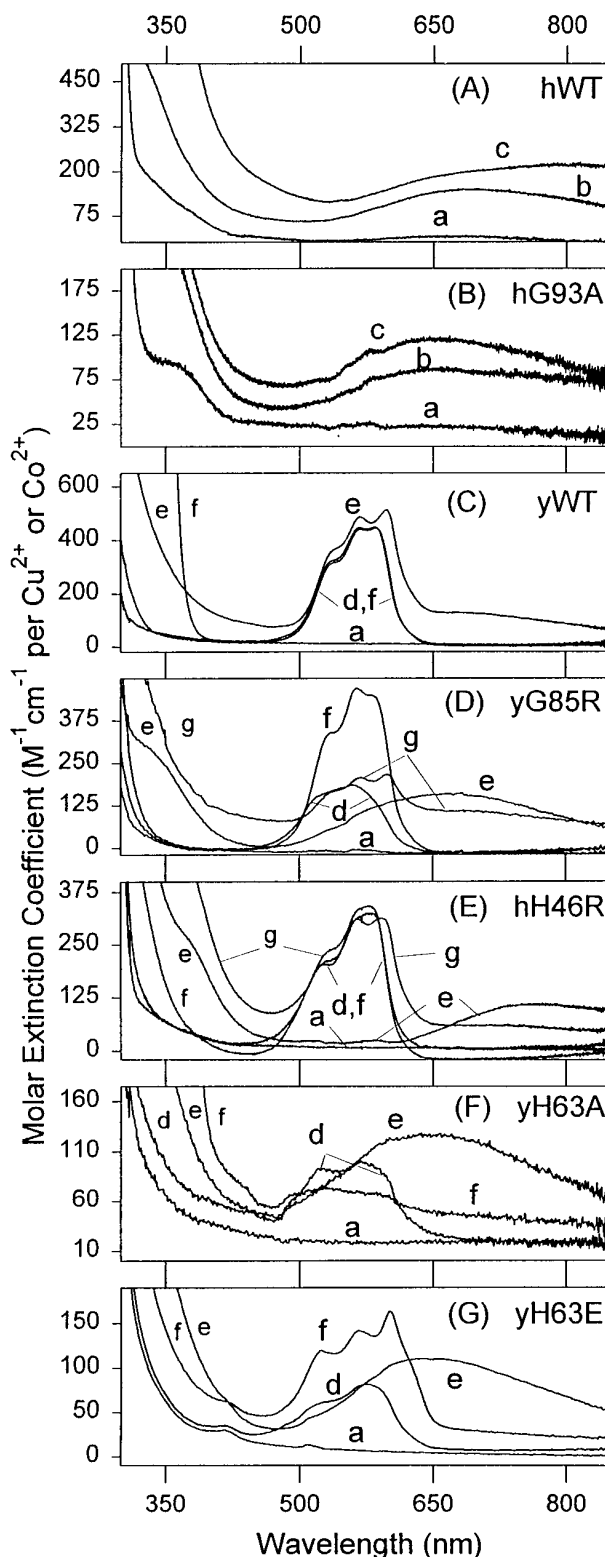 350 500 650 800
(A) hWT
450
325
200
75
c
b
a
(B) hG93A
175
125
75
25
c
b
a
(C) yWT
600
400
200
0
e f
e
d,f
a
(D) yG85R
375
250
125
0
e g
f
g
d
e
a
(E) hH46R
375
250
125
0
g
e
f
g
d,f
a
e
(F) yH63A
160
110
60
10
d e f
d
e
f
a
(G) yH63E
150
100
50
0
f e
f
d
e
a
350 500 650 800
Wavelength (nm)
Molar Extinction Coefficient (M⁻¹cm⁻¹ per Cu²⁺ or Co²⁺)